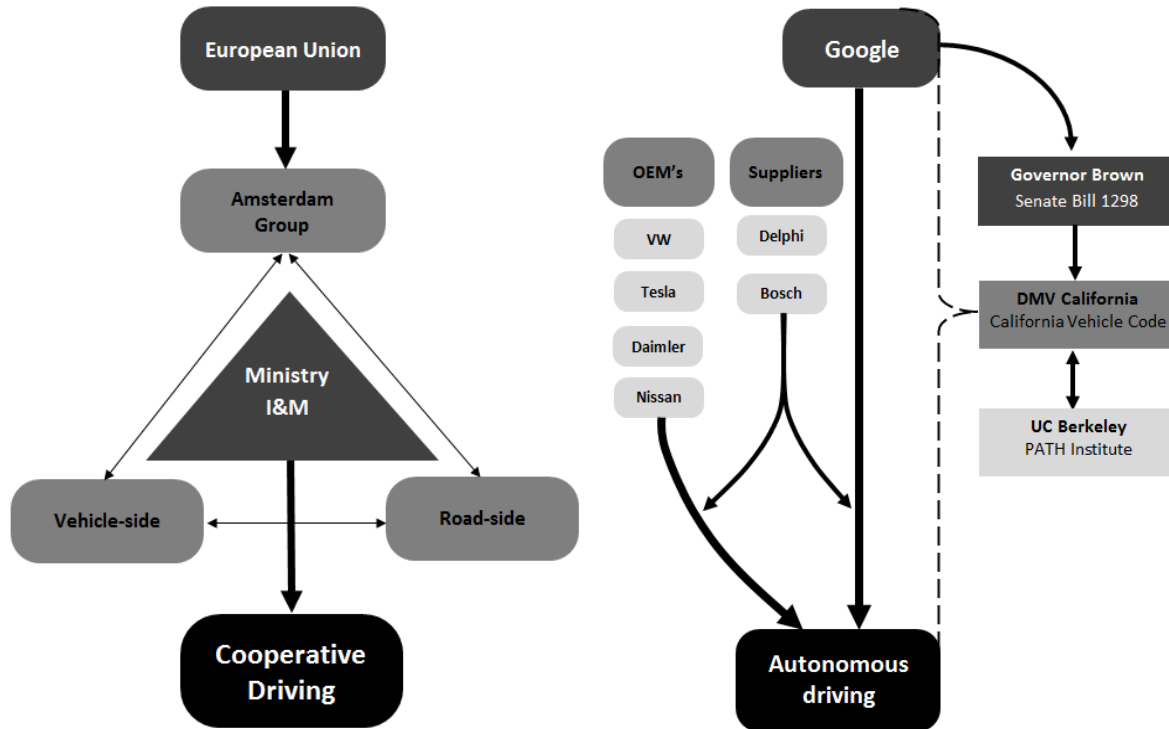 European Union
Amsterdam
Group
Ministry
I&M
Vehicle-side
Road-side
Cooperative
Driving
Google
OEM's
Suppliers
VW
Delphi
Tesla
Bosch
Daimler
Nissan
Governor Brown
Senate Bill 1298
DMV California
California Vehicle Code
UC Berkeley
PATH Institute
Autonomous
driving